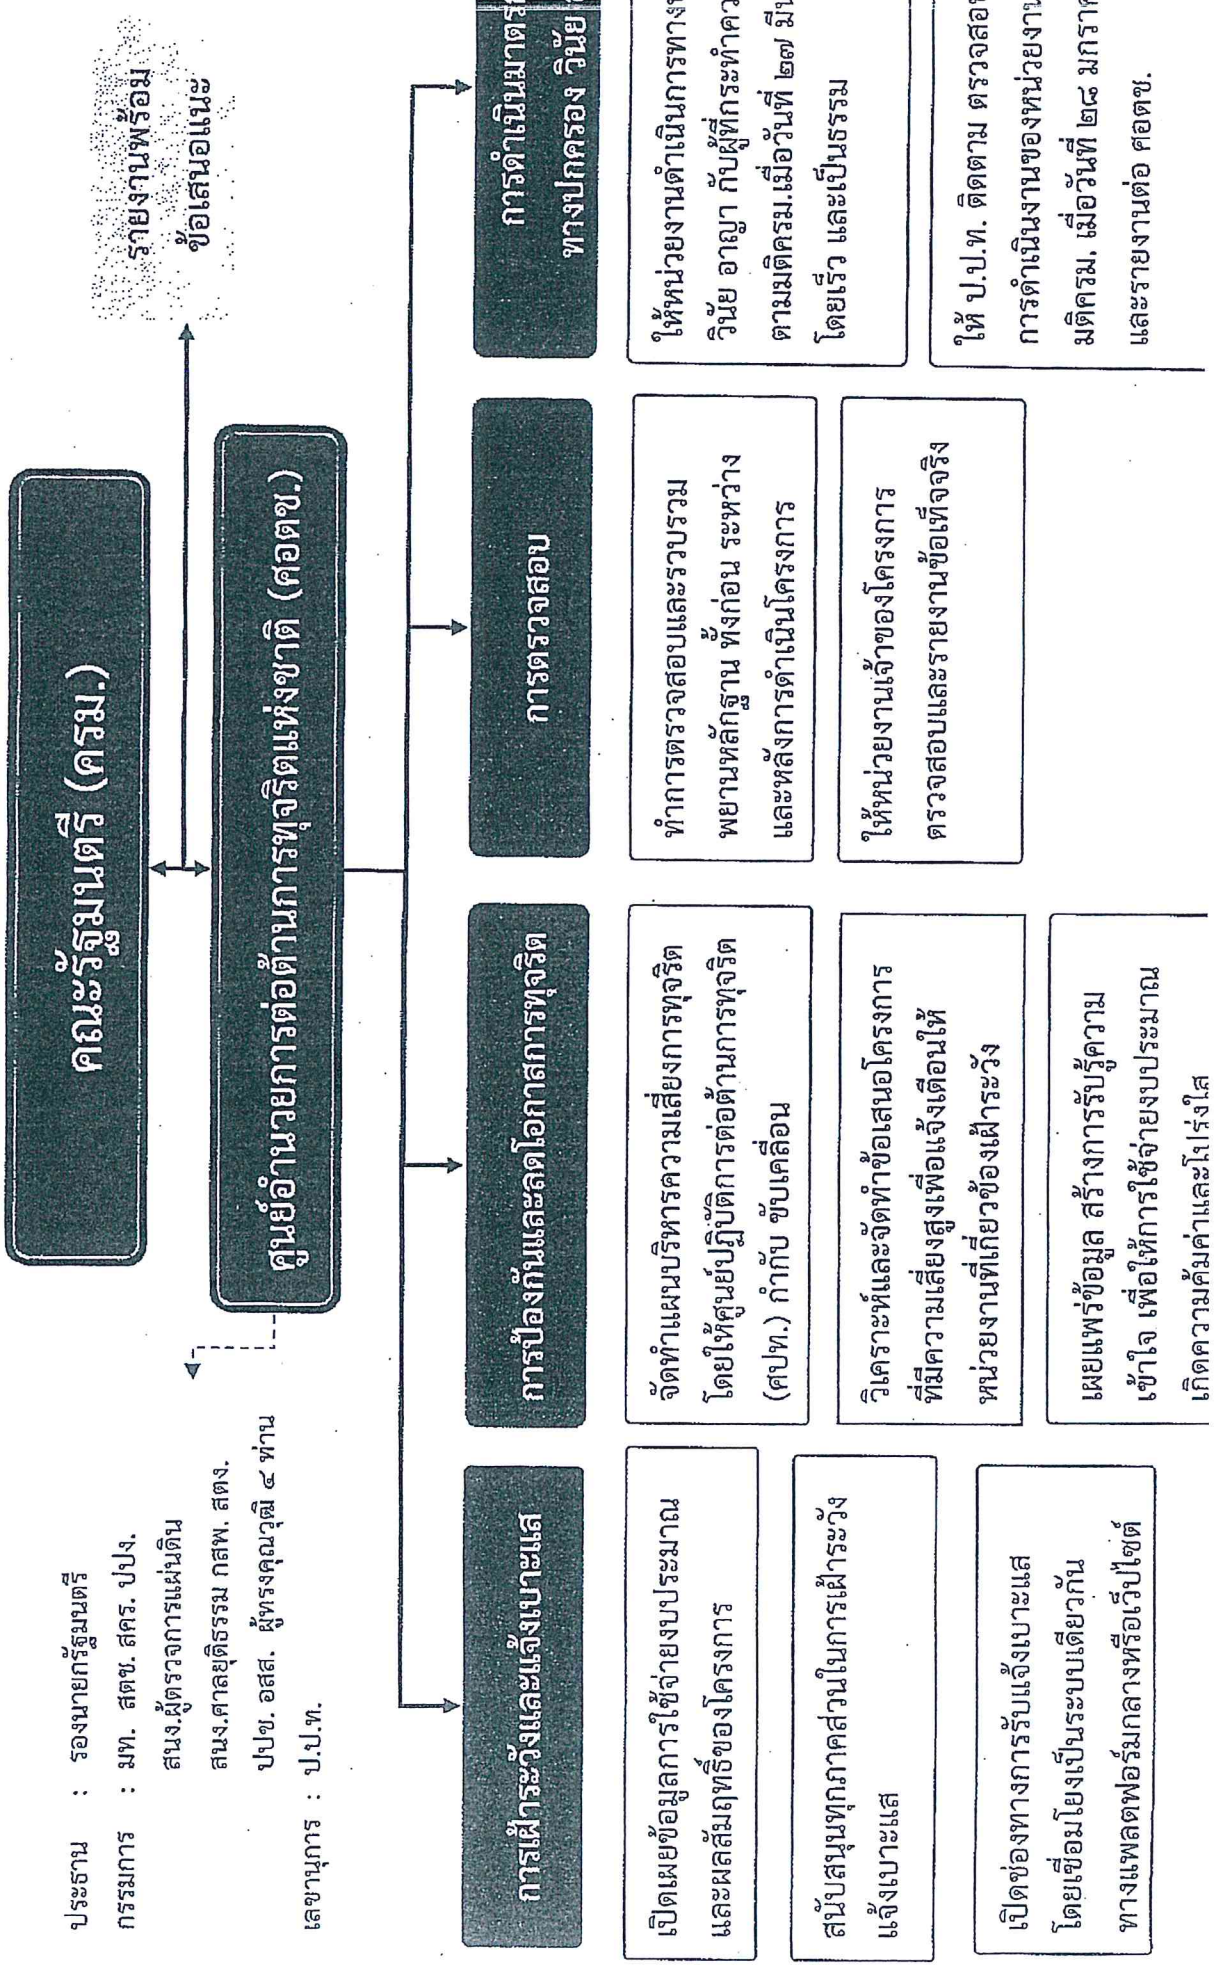 คณะรัฐมนตรี (ครม.)
รายงานพร้อม
ข้อเสนอแนะ
ศูนย์อำนวยการต่อต้านการทุจริตแห่งชาติ (ศอตช.)
ประธาน : รองนายกรัฐมนตรี
กรรมการ : มท. สตช. สคร. ปปง.
สนง.ผู้ตรวจการแผ่นดิน
สนง.ศาลยุติธรรม กสพ. สตง.
ปปช. อสส. ผู้ทรงคุณวุฒิ ๔ ท่าน
เลขานุการ : ป.ป.ท.
การเฝ้าระวังและแจ้งเบาะแส
เปิดเผยข้อมูลการใช้จ่ายงบประมาณ
และผลสัมฤทธิ์ของโครงการ
สนับสนุนทุกภาคส่วนในการเฝ้าระวัง
แจ้งเบาะแส
เปิดช่องทางการรับแจ้งเบาะแส
โดยเชื่อมโยงเป็นระบบเดียวกัน
ทางแพลตฟอร์มกลางหรือเว็บไซต์
การป้องกันและลดโอกาสการทุจริต
จัดทำแผนบริหารความเสี่ยงการทุจริต
โดยให้ศูนย์ปฏิบัติการต่อต้านการทุจริต
(ศปท.) กำกับ ขับเคลื่อน
วิเคราะห์และจัดทำข้อเสนอโครงการ
ที่มีความเสี่ยงสูงเพื่อแจ้งเตือนให้
หน่วยงานที่เกี่ยวข้องเฝ้าระวัง
เผยแพร่ข้อมูล สร้างการรับรู้ความ
เข้าใจ เพื่อให้การใช้จ่ายงบประมาณ
เกิดความคุ้มค่าและโปร่งใส
การตรวจสอบ
ทำการตรวจสอบและรวบรวม
พยานหลักฐาน ทั้งก่อน ระหว่าง
และหลังการดำเนินโครงการ
ให้หน่วยงานเจ้าของโครงการ
ตรวจสอบและรายงานข้อเท็จจริง
การดำเนินมาตร
ทางปกครอง วินัย
ให้หน่วยงานดำเนินการทาง
วินัย อาญา กับผู้ที่กระทำคว
ตามมติครม.เมื่อวันที่ ๒๗ มีน
โดยเร็ว และเป็นธรรม
ให้ ป.ป.ท. ติดตาม ตรวจสอบ
การดำเนินงานของหน่วยงาน
มติครม. เมื่อวันที่ ๒๘ มกราค
และรายงานต่อ ศอตช.